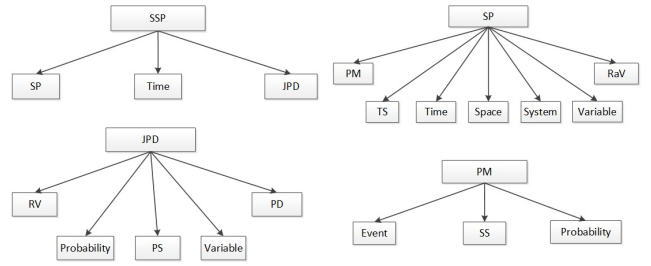 SSP
SP Time JPD
SP
PM RaV
TS Time Space System Variable
JPD
RV PD
Probability PS Variable
PM
Event SS Probability